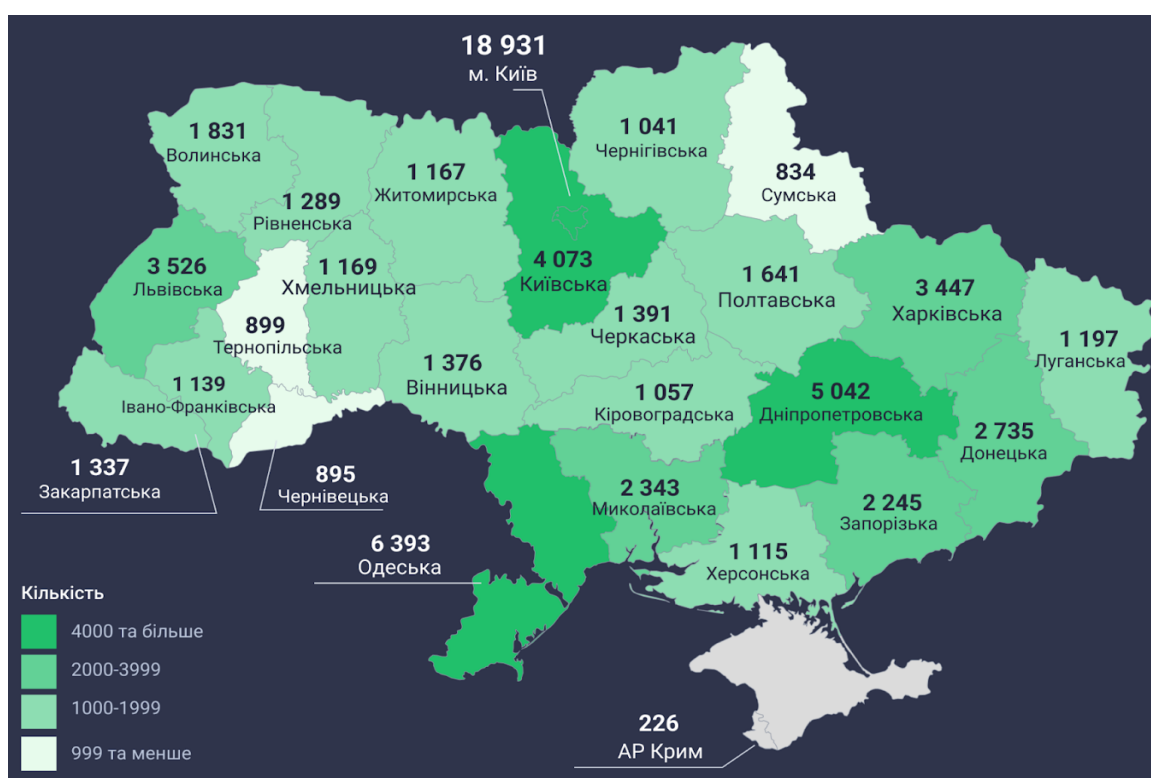 18 931
м. Київ
1 831
Волинська
1 041
Чернігівська
1 167
Житомирська
834
Сумська
1 289
Рівненська
3 526
Львівська
1 169
Хмельницька
4 073
Київська
1 641
Полтавська
3 447
Харківська
899
Тернопільська
1 391
Черкаська
1 197
Луганська
1 376
Вінницька
1 139
Івано-Франківська
1 057
Кіровоградська
5 042
Дніпропетровська
2 735
Донецька
1 337
Закарпатська
895
Чернівецька
2 343
Миколаївська
2 245
Запорізька
6 393
Одеська
1 115
Херсонська
Кількість
4000 та більше
2000-3999
1000-1999
999 та менше
226
АР Крим